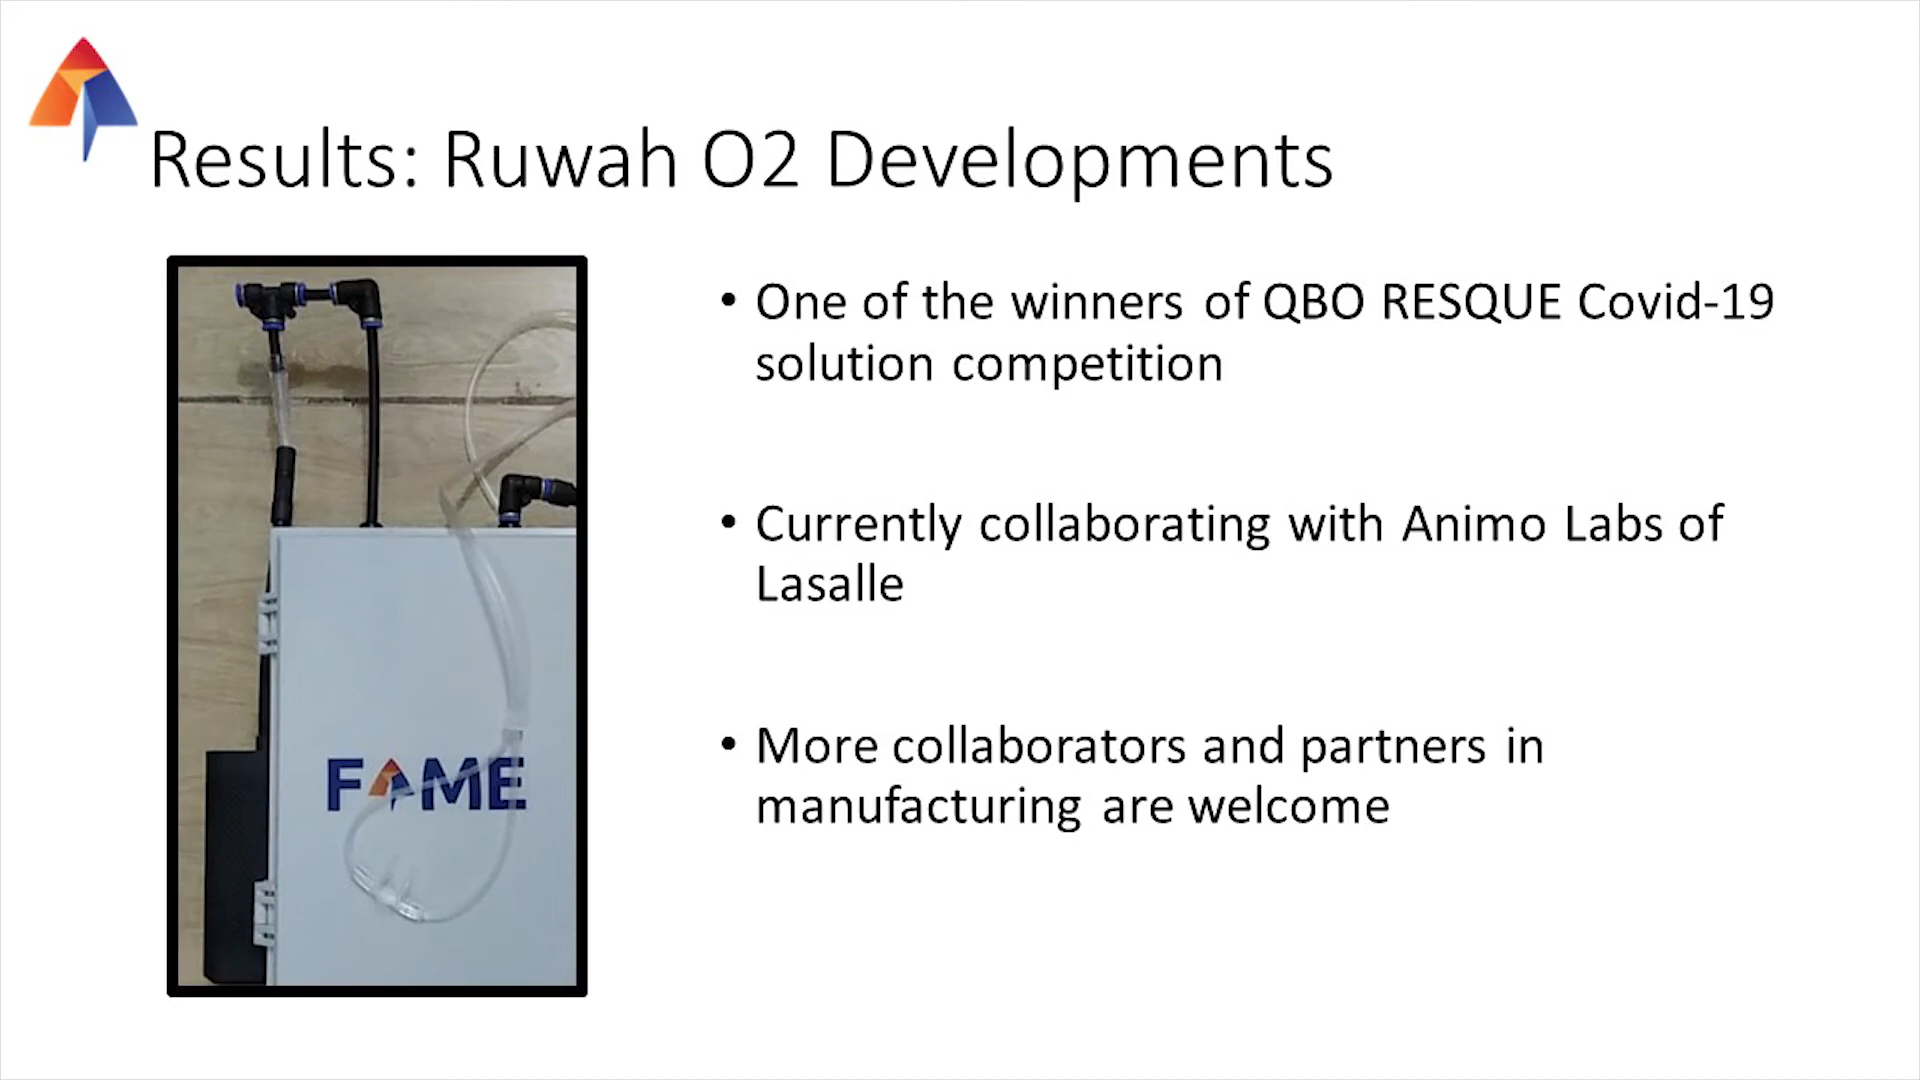 Results: Ruwah O2 Developments
• One of the winners of QBO RESQUE Covid-19
solution competition
• Currently collaborating with Animo Labs of
Lasalle
• More collaborators and partners in
manufacturing are welcome
FAME